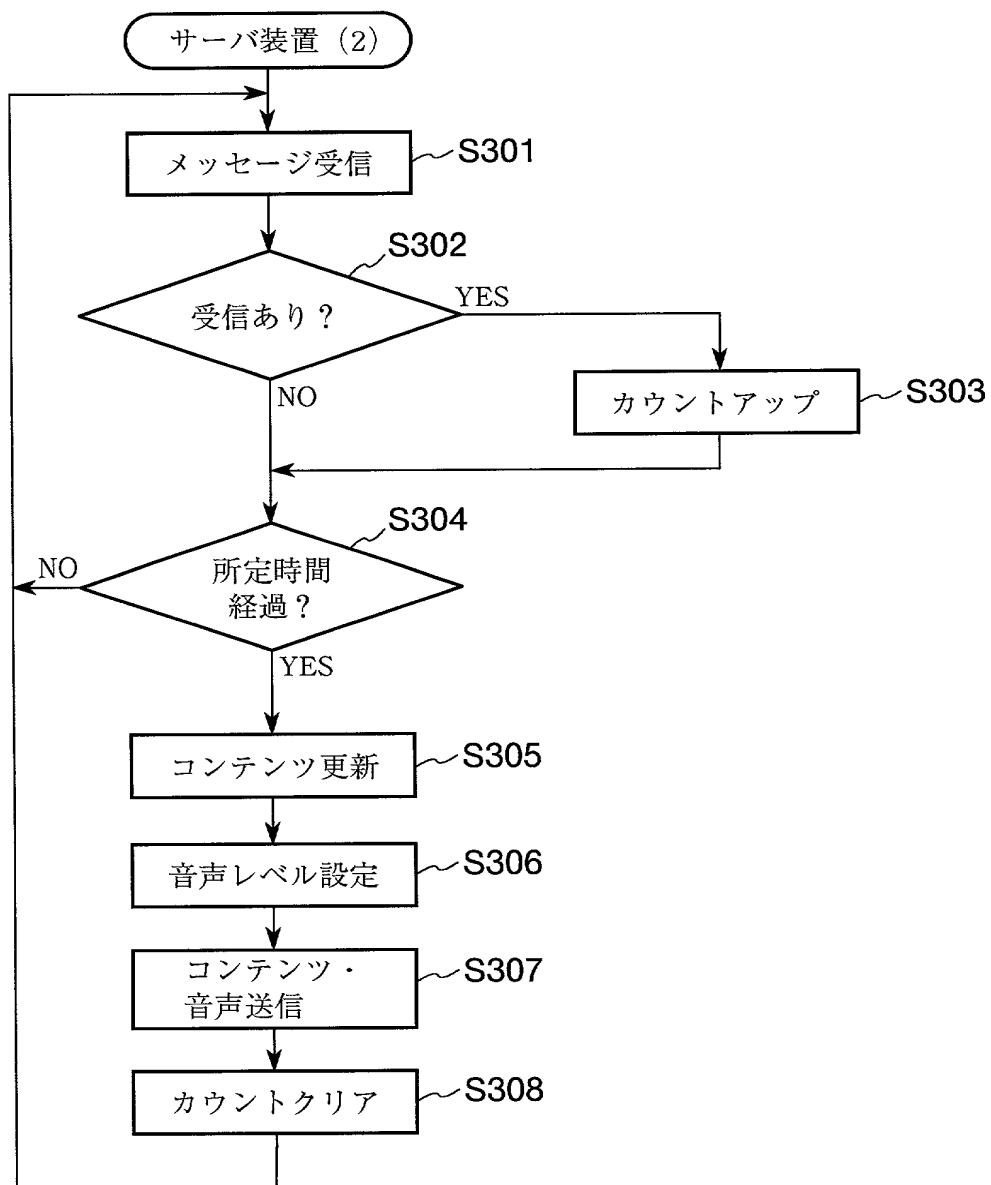 サーバ装置（2）
メッセージ受信
S301
S302
受信あり？
YES
NO
カウントアップ
S303
S304
所定時間
経過？
NO
YES
コンテンツ更新
S305
音声レベル設定
S306
コンテンツ・
音声送信
S307
カウントクリア
S308